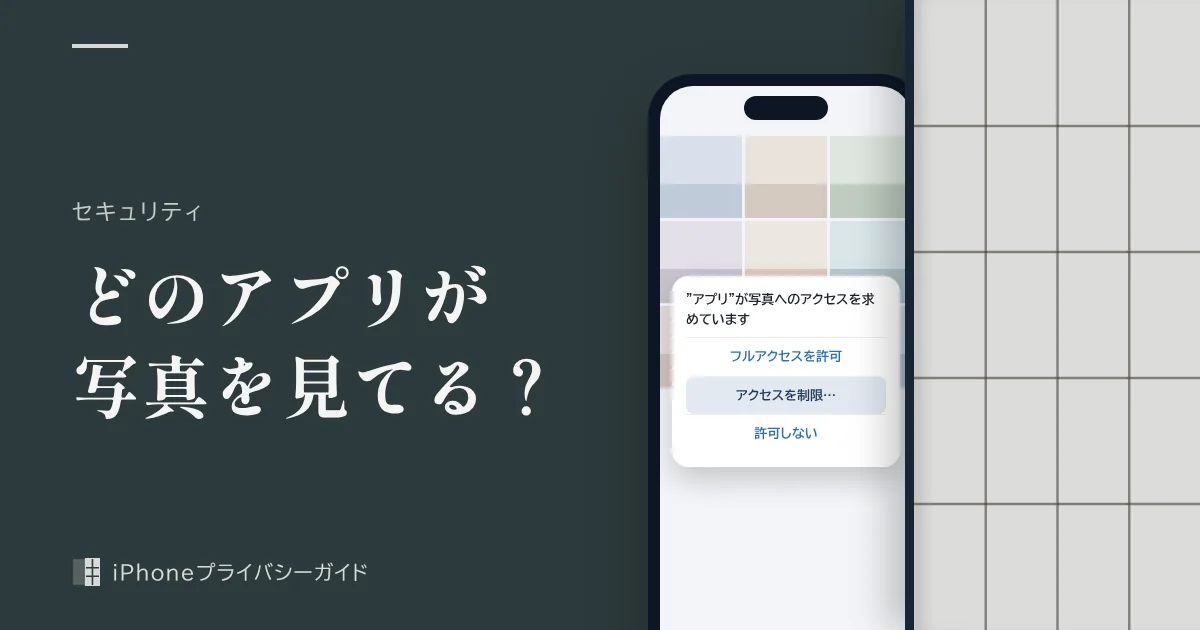 セキュリティ
どのアプリが
写真を見てる？
iPhoneプライバシーガイド
”アプリ”が写真へのアクセスを求
めています
フルアクセスを許可
アクセスを制限…
許可しない